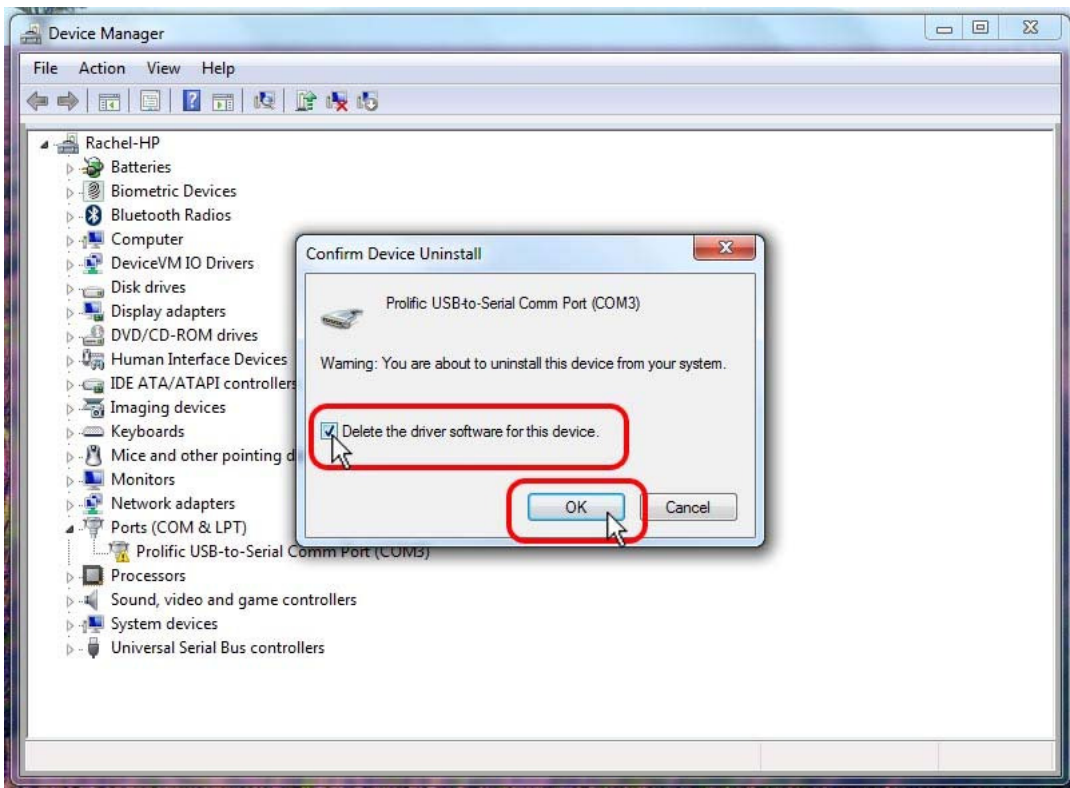 Device Manager
File Action View Help
Rachel-HP
Batteries
Biometric Devices
Bluetooth Radios
Computer
DeviceVM IO Drivers
Disk drives
Display adapters
DVD/CD-ROM drives
Human Interface Devices
IDE ATA/ATAPI controllers
Imaging devices
Keyboards
Mice and other pointing d
Monitors
Network adapters
Ports (COM & LPT)
Prolific USB-to-Serial Comm Port (COM3)
Processors
Sound, video and game controllers
System devices
Universal Serial Bus controllers
Confirm Device Uninstall
Prolific USB-to-Serial Comm Port (COM3)
Warning: You are about to uninstall this device from your system.
Delete the driver software for this device.
OK Cancel